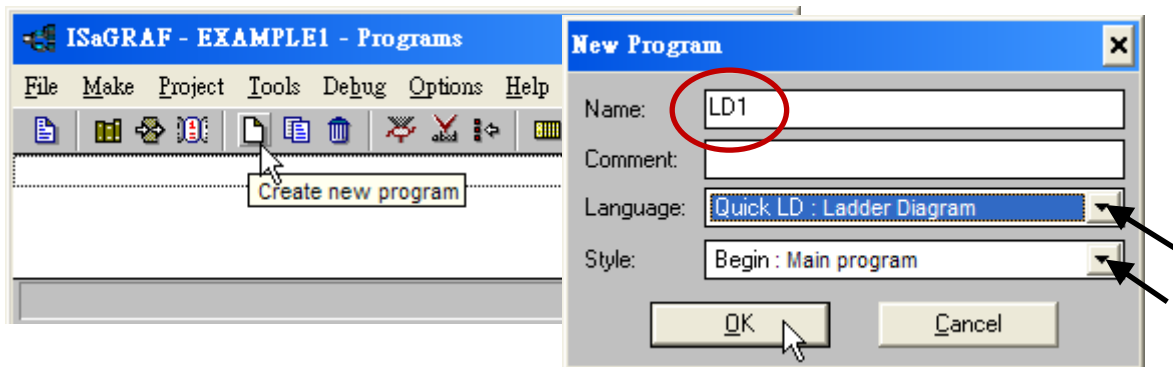 ISaGRAF - EXAMPLE1 - Programs
File Make Project Tools Debug Options Help
Create new program
New Program
Name: LD1
Comment:
Language: Quick LD : Ladder Diagram
Style: Begin : Main program
OK Cancel